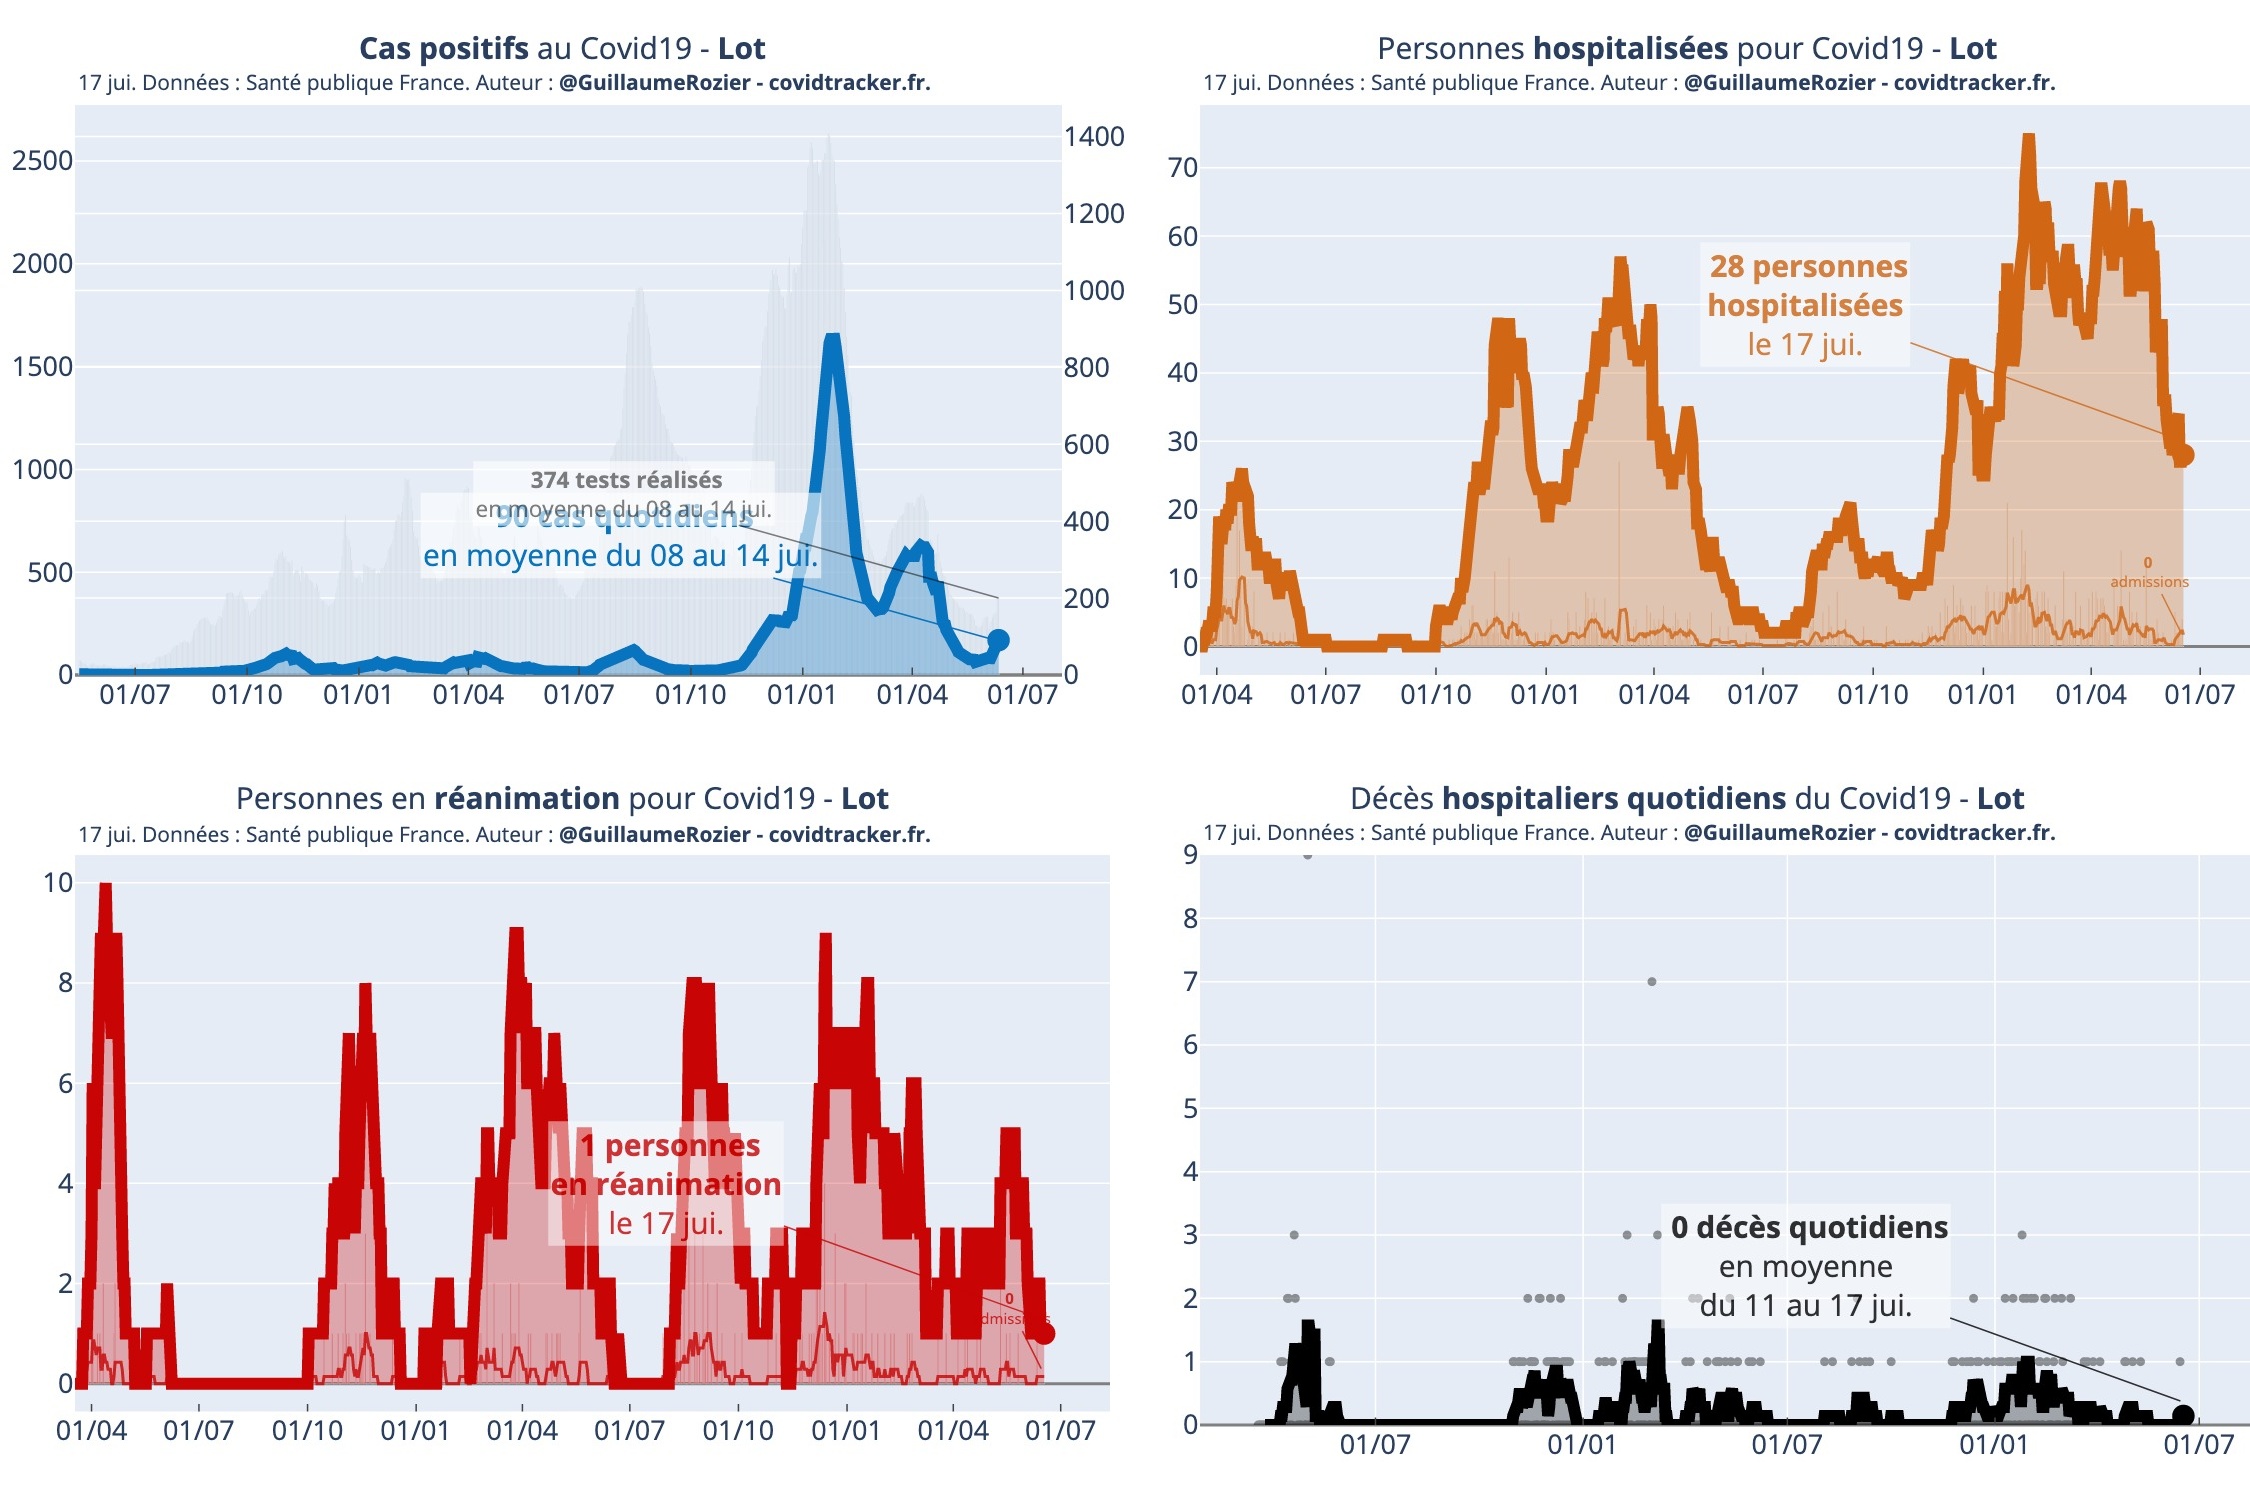 Cas positifs au Covid19 - Lot
17 jui. Données : Santé publique France. Auteur : @GuillaumeRozier - covidtracker.fr.
2500
2000
1500
1000
500
0
1400
1200
1000
800
600
400
200
0
374 tests réalisés
en moyenne du 08 au 14 jui.
90 cas quotidiens
en moyenne du 08 au 14 jui.
01/07 01/10 01/01 01/04 01/07 01/10 01/01 01/04 01/07
Personnes hospitalisées pour Covid19 - Lot
17 jui. Données : Santé publique France. Auteur : @GuillaumeRozier - covidtracker.fr.
70
60
50
40
30
20
10
0
28 personnes
hospitalisées
le 17 jui.
0
admissions
01/04 01/07 01/10 01/01 01/04 01/07 01/10 01/01 01/04 01/07
Personnes en réanimation pour Covid19 - Lot
17 jui. Données : Santé publique France. Auteur : @GuillaumeRozier - covidtracker.fr.
10
8
6
4
2
0
1 personnes
en réanimation
le 17 jui.
0
admissions
01/04 01/07 01/10 01/01 01/04 01/07 01/10 01/01 01/04 01/07
Décès hospitaliers quotidiens du Covid19 - Lot
17 jui. Données : Santé publique France. Auteur : @GuillaumeRozier - covidtracker.fr.
9
8
7
6
5
4
3
2
1
0
0 décès quotidiens
en moyenne
du 11 au 17 jui.
01/07 01/01 01/07 01/01 01/07